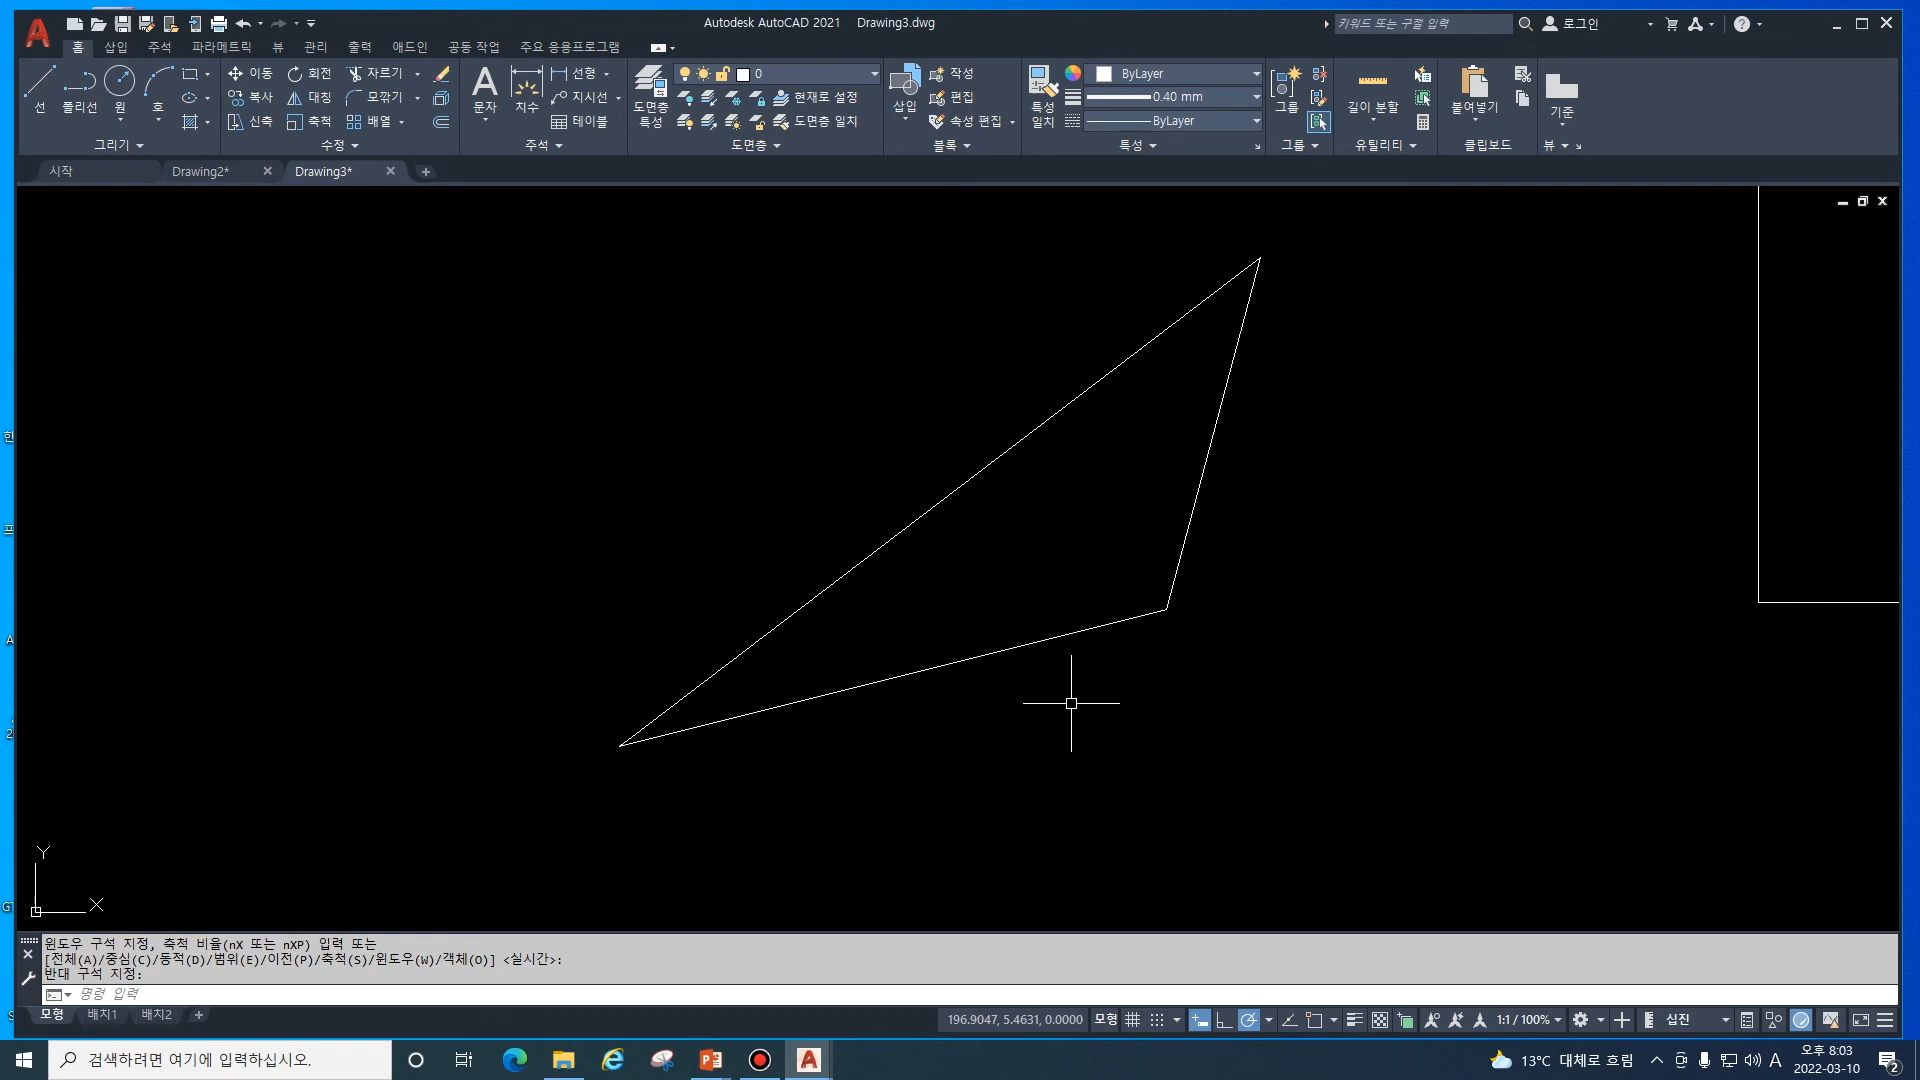 Autodesk AutoCAD 2021 Drawing3.dwg
키워드 또는 구절 입력
로그인
홈 삽입 주석 파라메트릭 뷰 관리 출력 애드인 공동 작업 주요 응용프로그램
선 폴리선 원 호
이동 회전 자르기
복사 대칭 모깎기
신축 축척 배열
문자 치수
선형
지시선
테이블
도면층 특성
0
현재로 설정
도면층 일치
삽입
작성
편집
속성 편집
특성 일치
ByLayer
0.40 mm
ByLayer
그룹
길이 분할
붙여넣기
기준
그리기 수정 주석 도면층 블록 특성 그룹 유틸리티 클립보드 뷰
시작 Drawing2* Drawing3*
Y
X
윈도우 구석 지정, 축척 비율(nX 또는 nXP) 입력 또는
[전체(A)/중심(C)/동적(D)/범위(E)/이전(P)/축척(S)/윈도우(W)/객체(O)] <실시간>:
반대 구석 지정:
명령 입력
모형 배치1 배치2
196.9047, 5.4631, 0.0000 모형 1:1 / 100% 십진
검색하려면 여기에 입력하십시오.
13°C 대체로 흐림 A
오후 8:03
2022-03-10
2